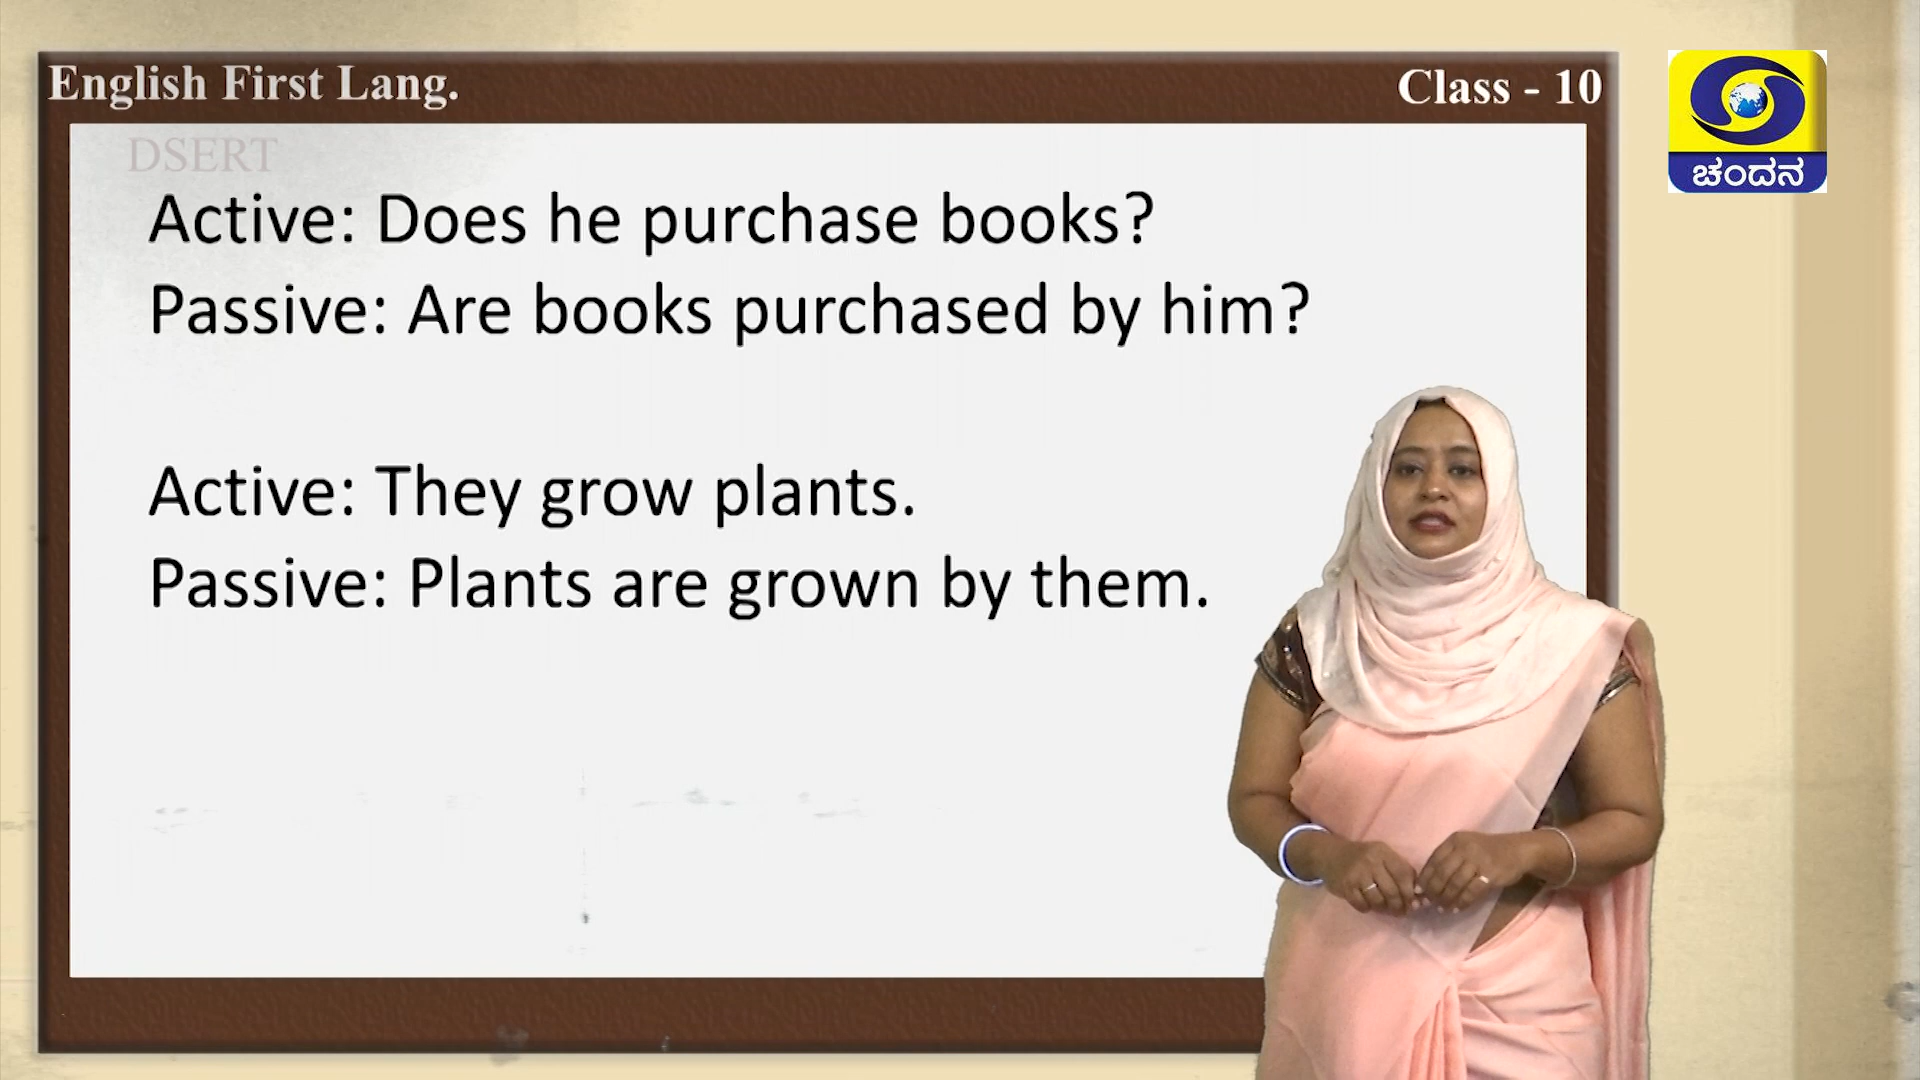 English First Lang.
Class - 10
ಚಂದನ
DSERT
Active: Does he purchase books?
Passive: Are books purchased by him?
Active: They grow plants.
Passive: Plants are grown by them.